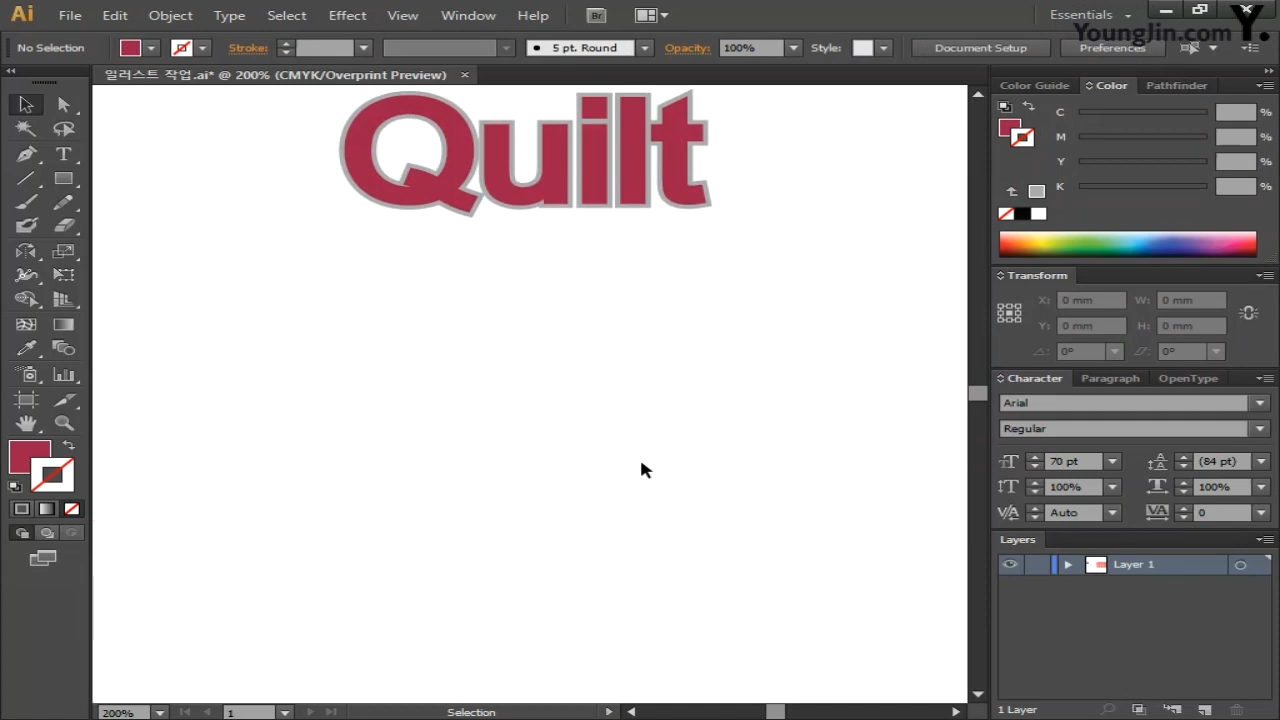 Ai File Edit Object Type Select Effect View Window Help Br Essentials
YoungJin.com Y.
No Selection Stroke: 5 pt. Round Opacity: 100% Style: Document Setup Preferences
일러스트 작업.ai* @ 200% (CMYK/Overprint Preview) ×
Quilt
Color Guide Color Pathfinder
C %
M %
Y %
K %
Transform
X: 0 mm W: 0 mm
Y: 0 mm H: 0 mm
0° 0°
Character Paragraph OpenType
Arial
Regular
70 pt (84 pt)
100% 100%
Auto 0
Layers
Layer 1
1 Layer
200% 1 Selection